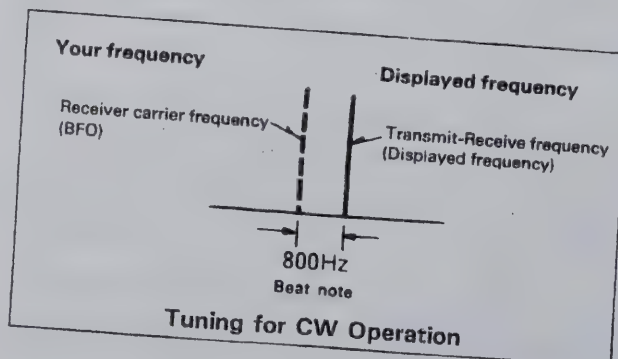 Your frequency
Displayed frequency
Receiver carrier frequency
(BFO)
Transmit-Receive frequency
(Displayed frequency)
800Hz
Beat note
Tuning for CW Operation